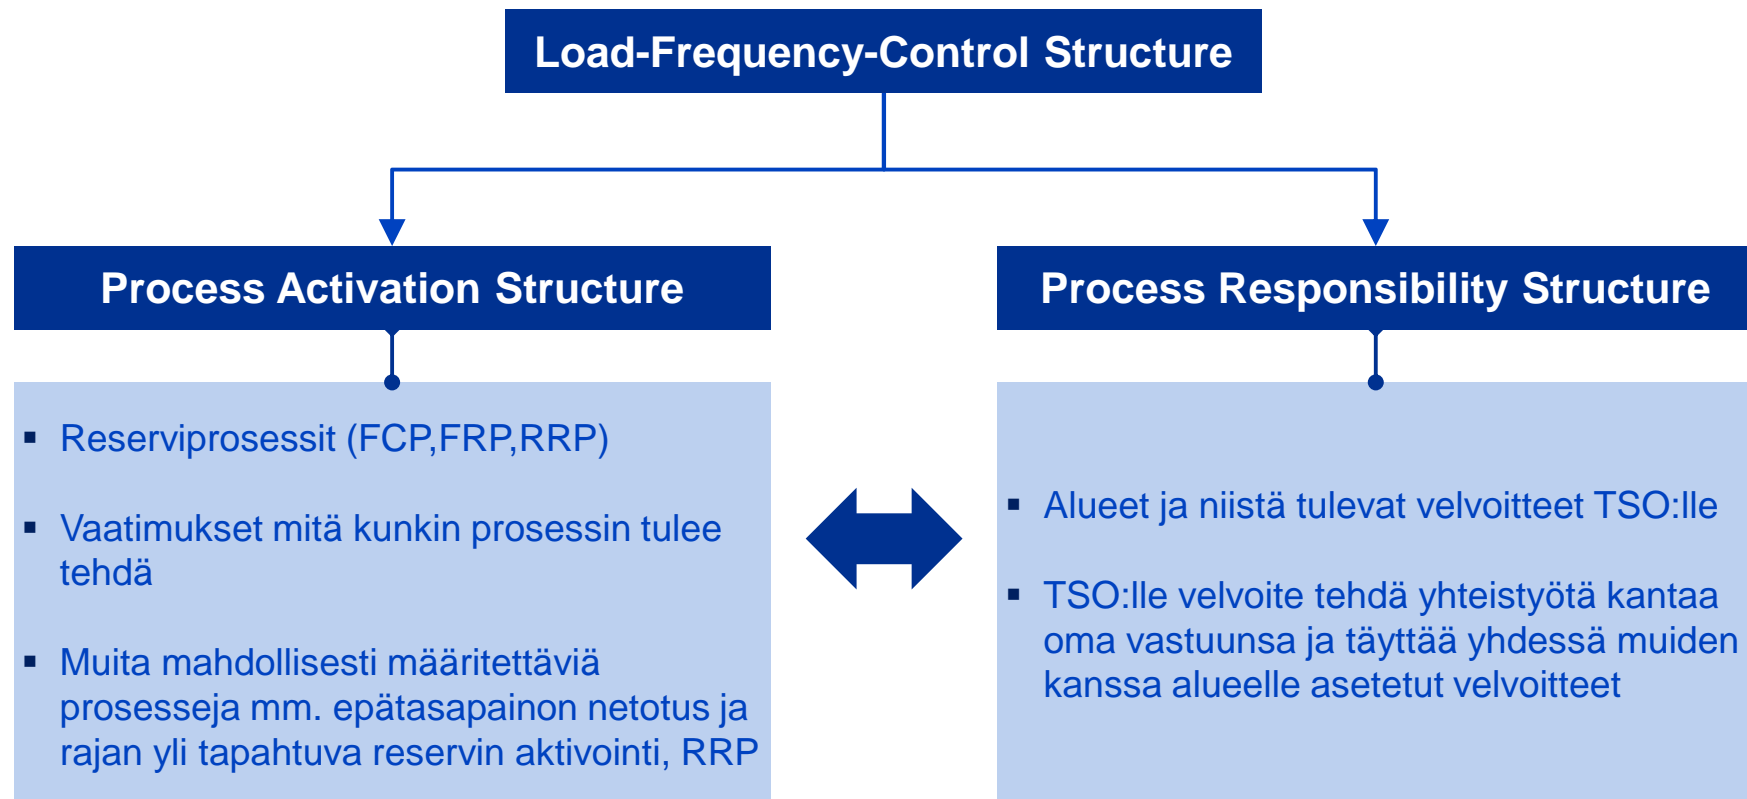 Load-Frequency-Control Structure
Process Activation Structure
▪ Reserviprosessit (FCP,FRP,RRP)
▪ Vaatimukset mitä kunkin prosessin tulee
tehdä
▪ Muita mahdollisesti määritettäviä
prosesseja mm. epätasapainon netotus ja
rajan yli tapahtuva reservin aktivointi, RRP
Process Responsibility Structure
▪ Alueet ja niistä tulevat velvoitteet TSO:lle
▪ TSO:lle velvoite tehdä yhteistyötä kantaa
oma vastuunsa ja täyttää yhdessä muiden
kanssa alueelle asetetut velvoitteet